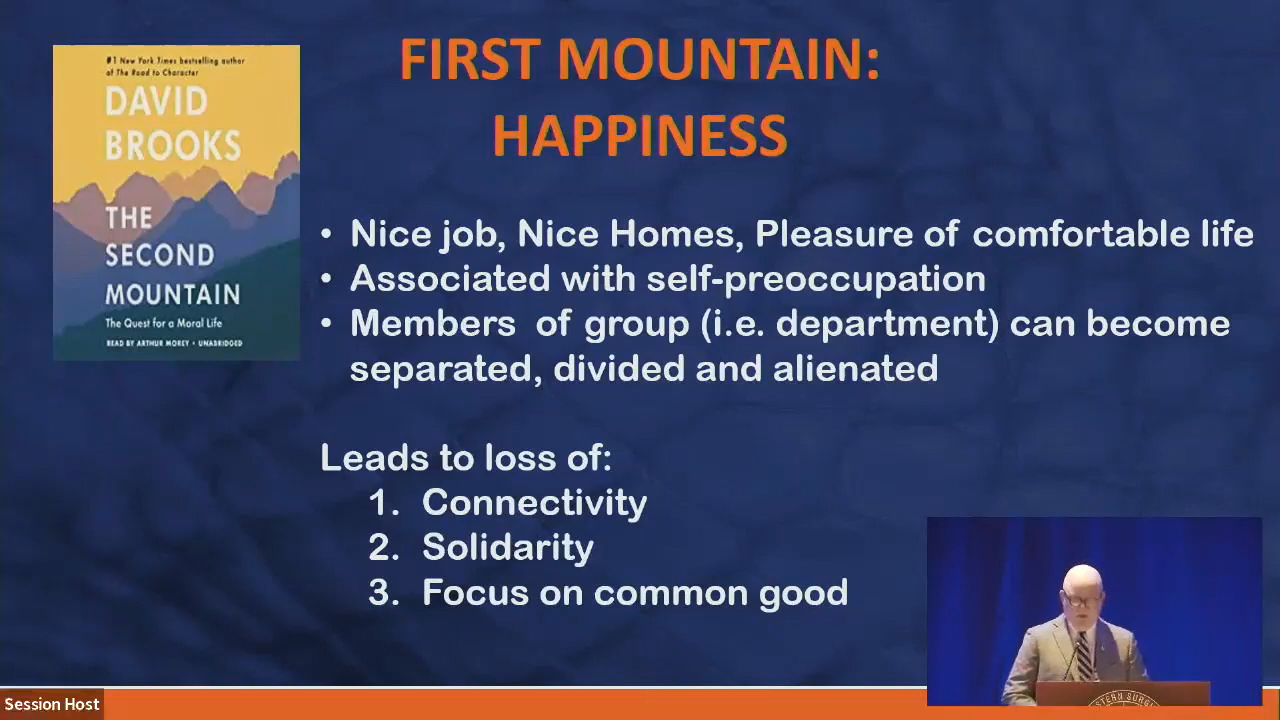 #1 New York Times bestselling author
of The Road to Character
DAVID
BROOKS
THE
SECOND
MOUNTAIN
The Quest for a Moral Life
READ BY ARTHUR MOREY • UNABRIDGED
FIRST MOUNTAIN:
HAPPINESS
• Nice job, Nice Homes, Pleasure of comfortable life
• Associated with self-preoccupation
• Members of group (i.e. department) can become
separated, divided and alienated
Leads to loss of:
1. Connectivity
2. Solidarity
3. Focus on common good
Session Host